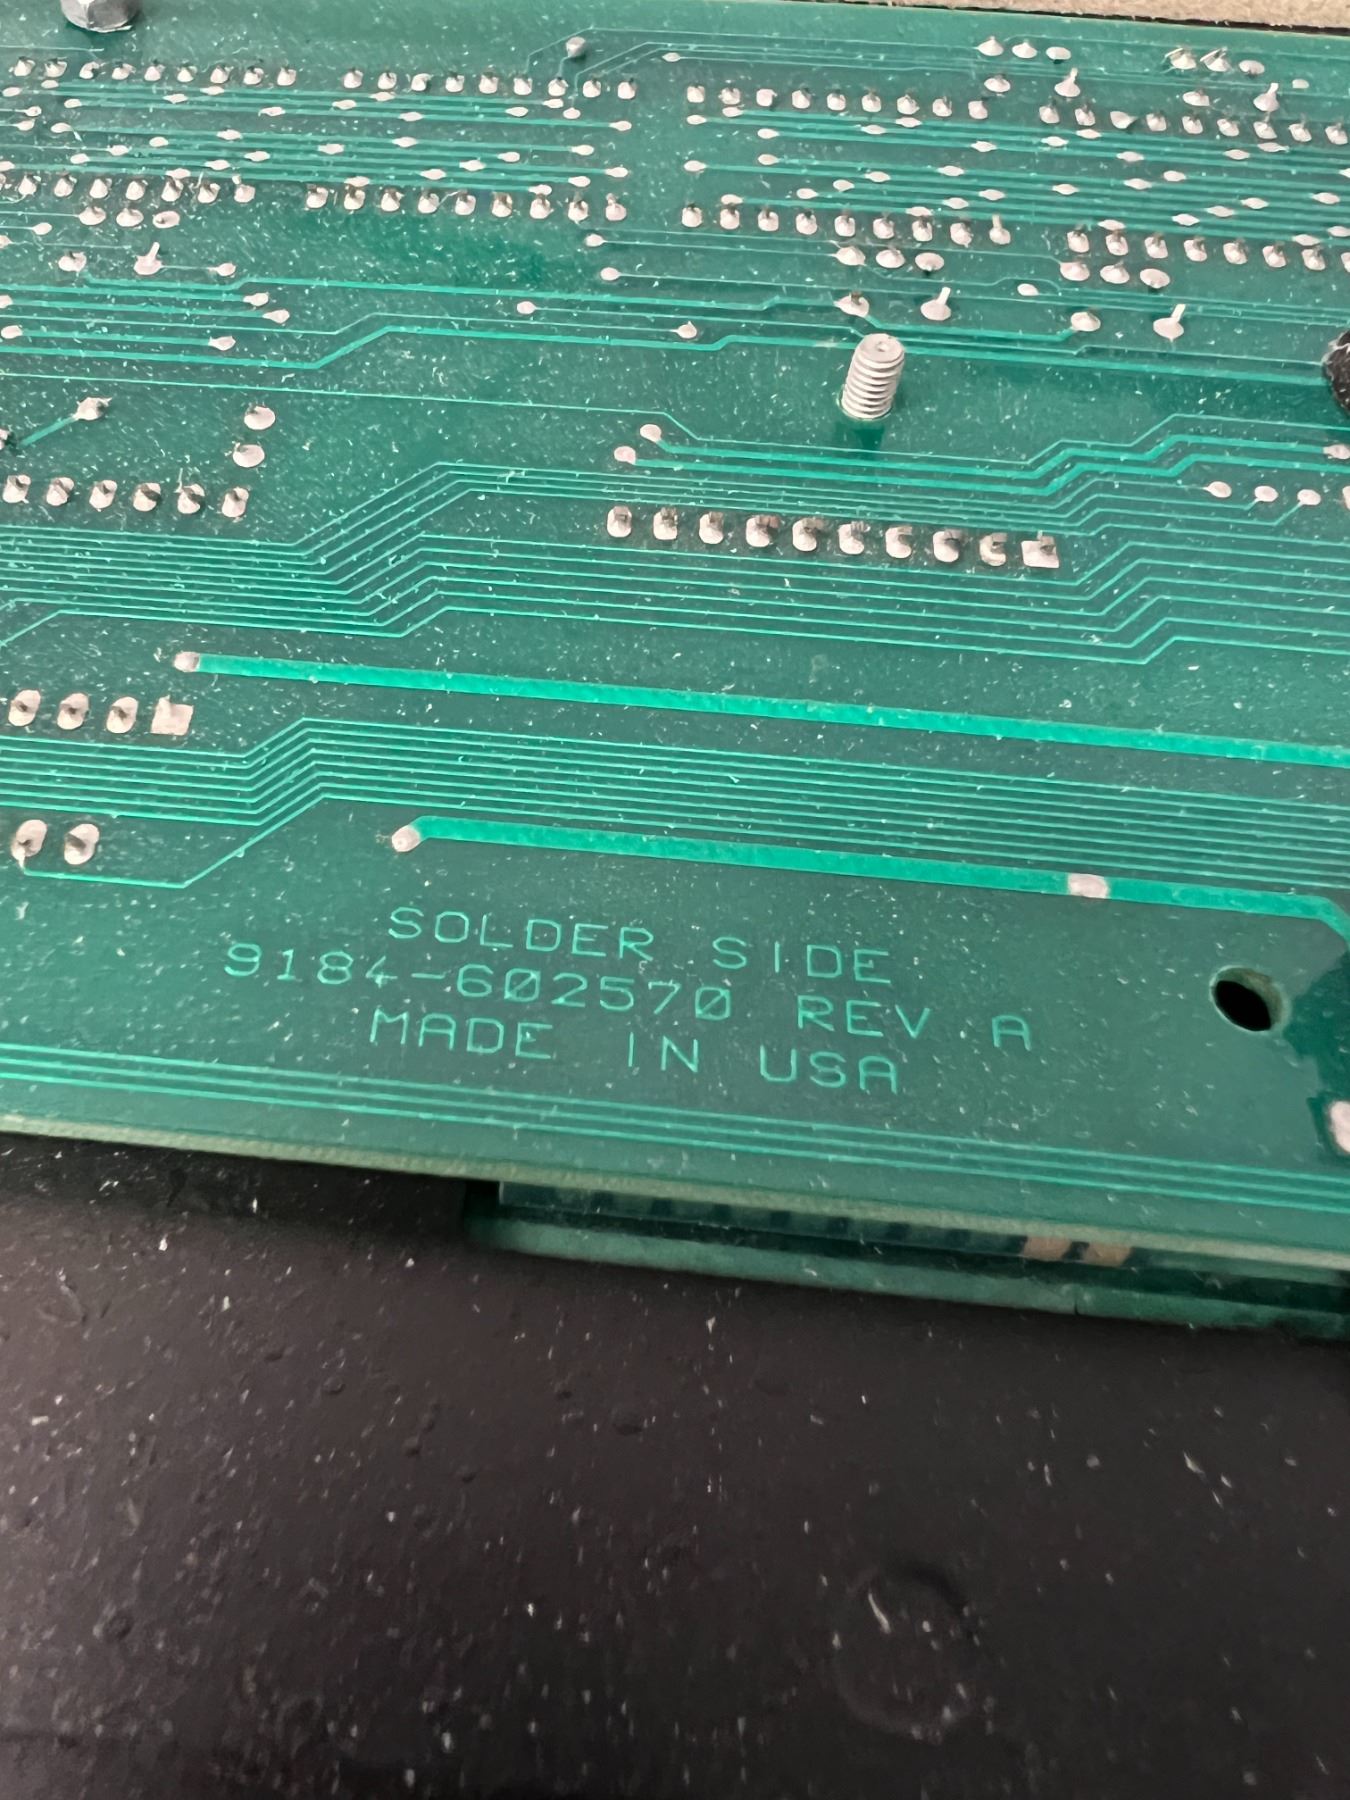 SOLDER SIDE
9184-602570 REV A
MADE IN USA